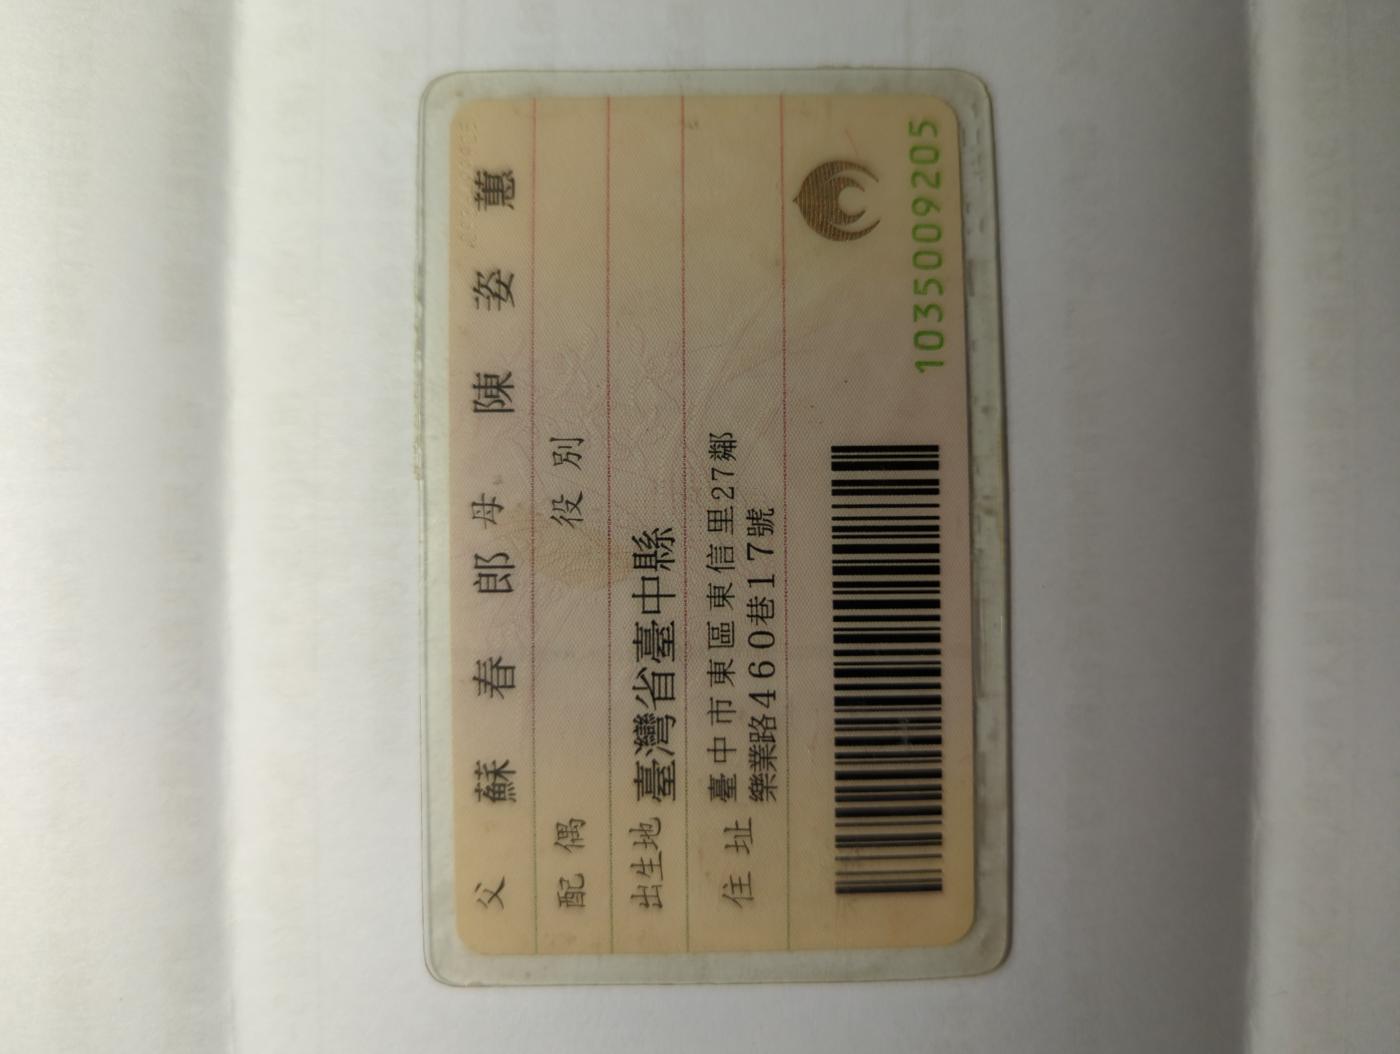 父 蘇春郎 母 陳姿蕙
配偶 役別
出生地 臺灣省臺中縣
住址 臺中市東區東信里27鄰
樂業路460巷17號
1035009205